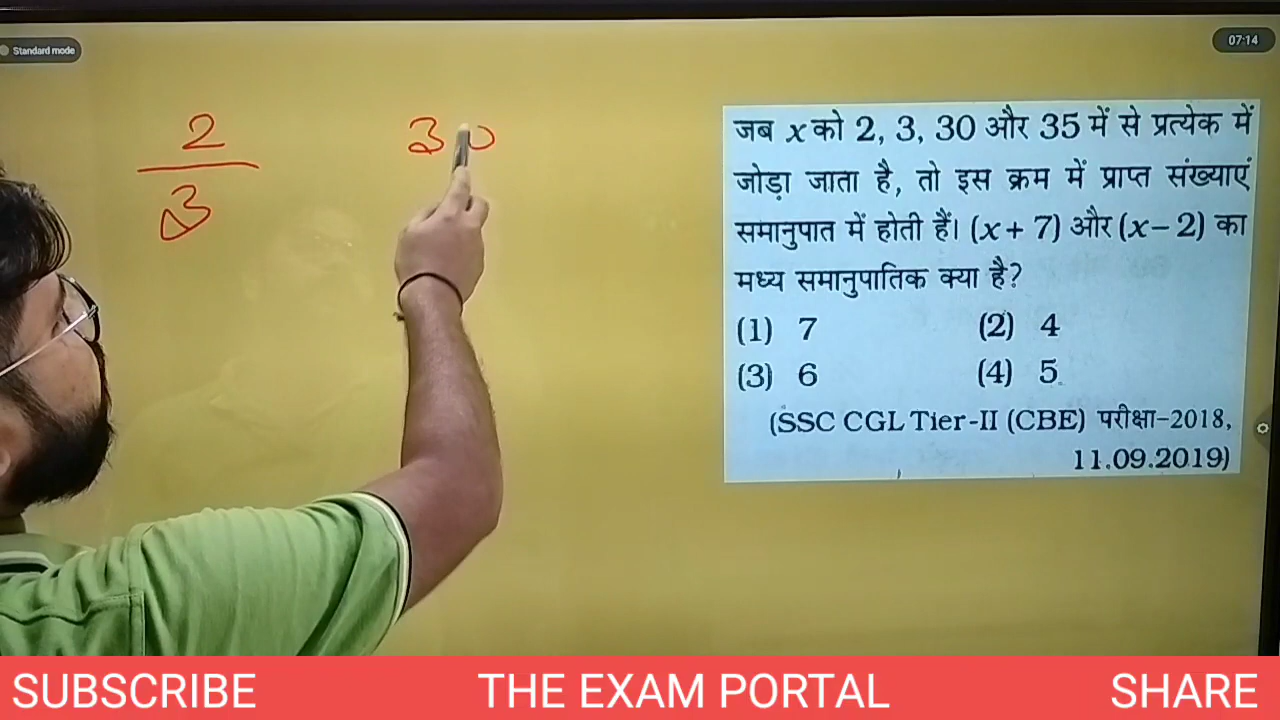 Standard mode
07:14
2
3
30
जब x को 2, 3, 30 और 35 में से प्रत्येक में
जोड़ा जाता है, तो इस क्रम में प्राप्त संख्याएं
समानुपात में होती हैं। (x + 7) और (x – 2) का
मध्य समानुपातिक क्या है?
(1) 7 (2) 4
(3) 6 (4) 5
(SSC CGL Tier-II (CBE) परीक्षा-2018,
11.09.2019)
SUBSCRIBE THE EXAM PORTAL SHARE